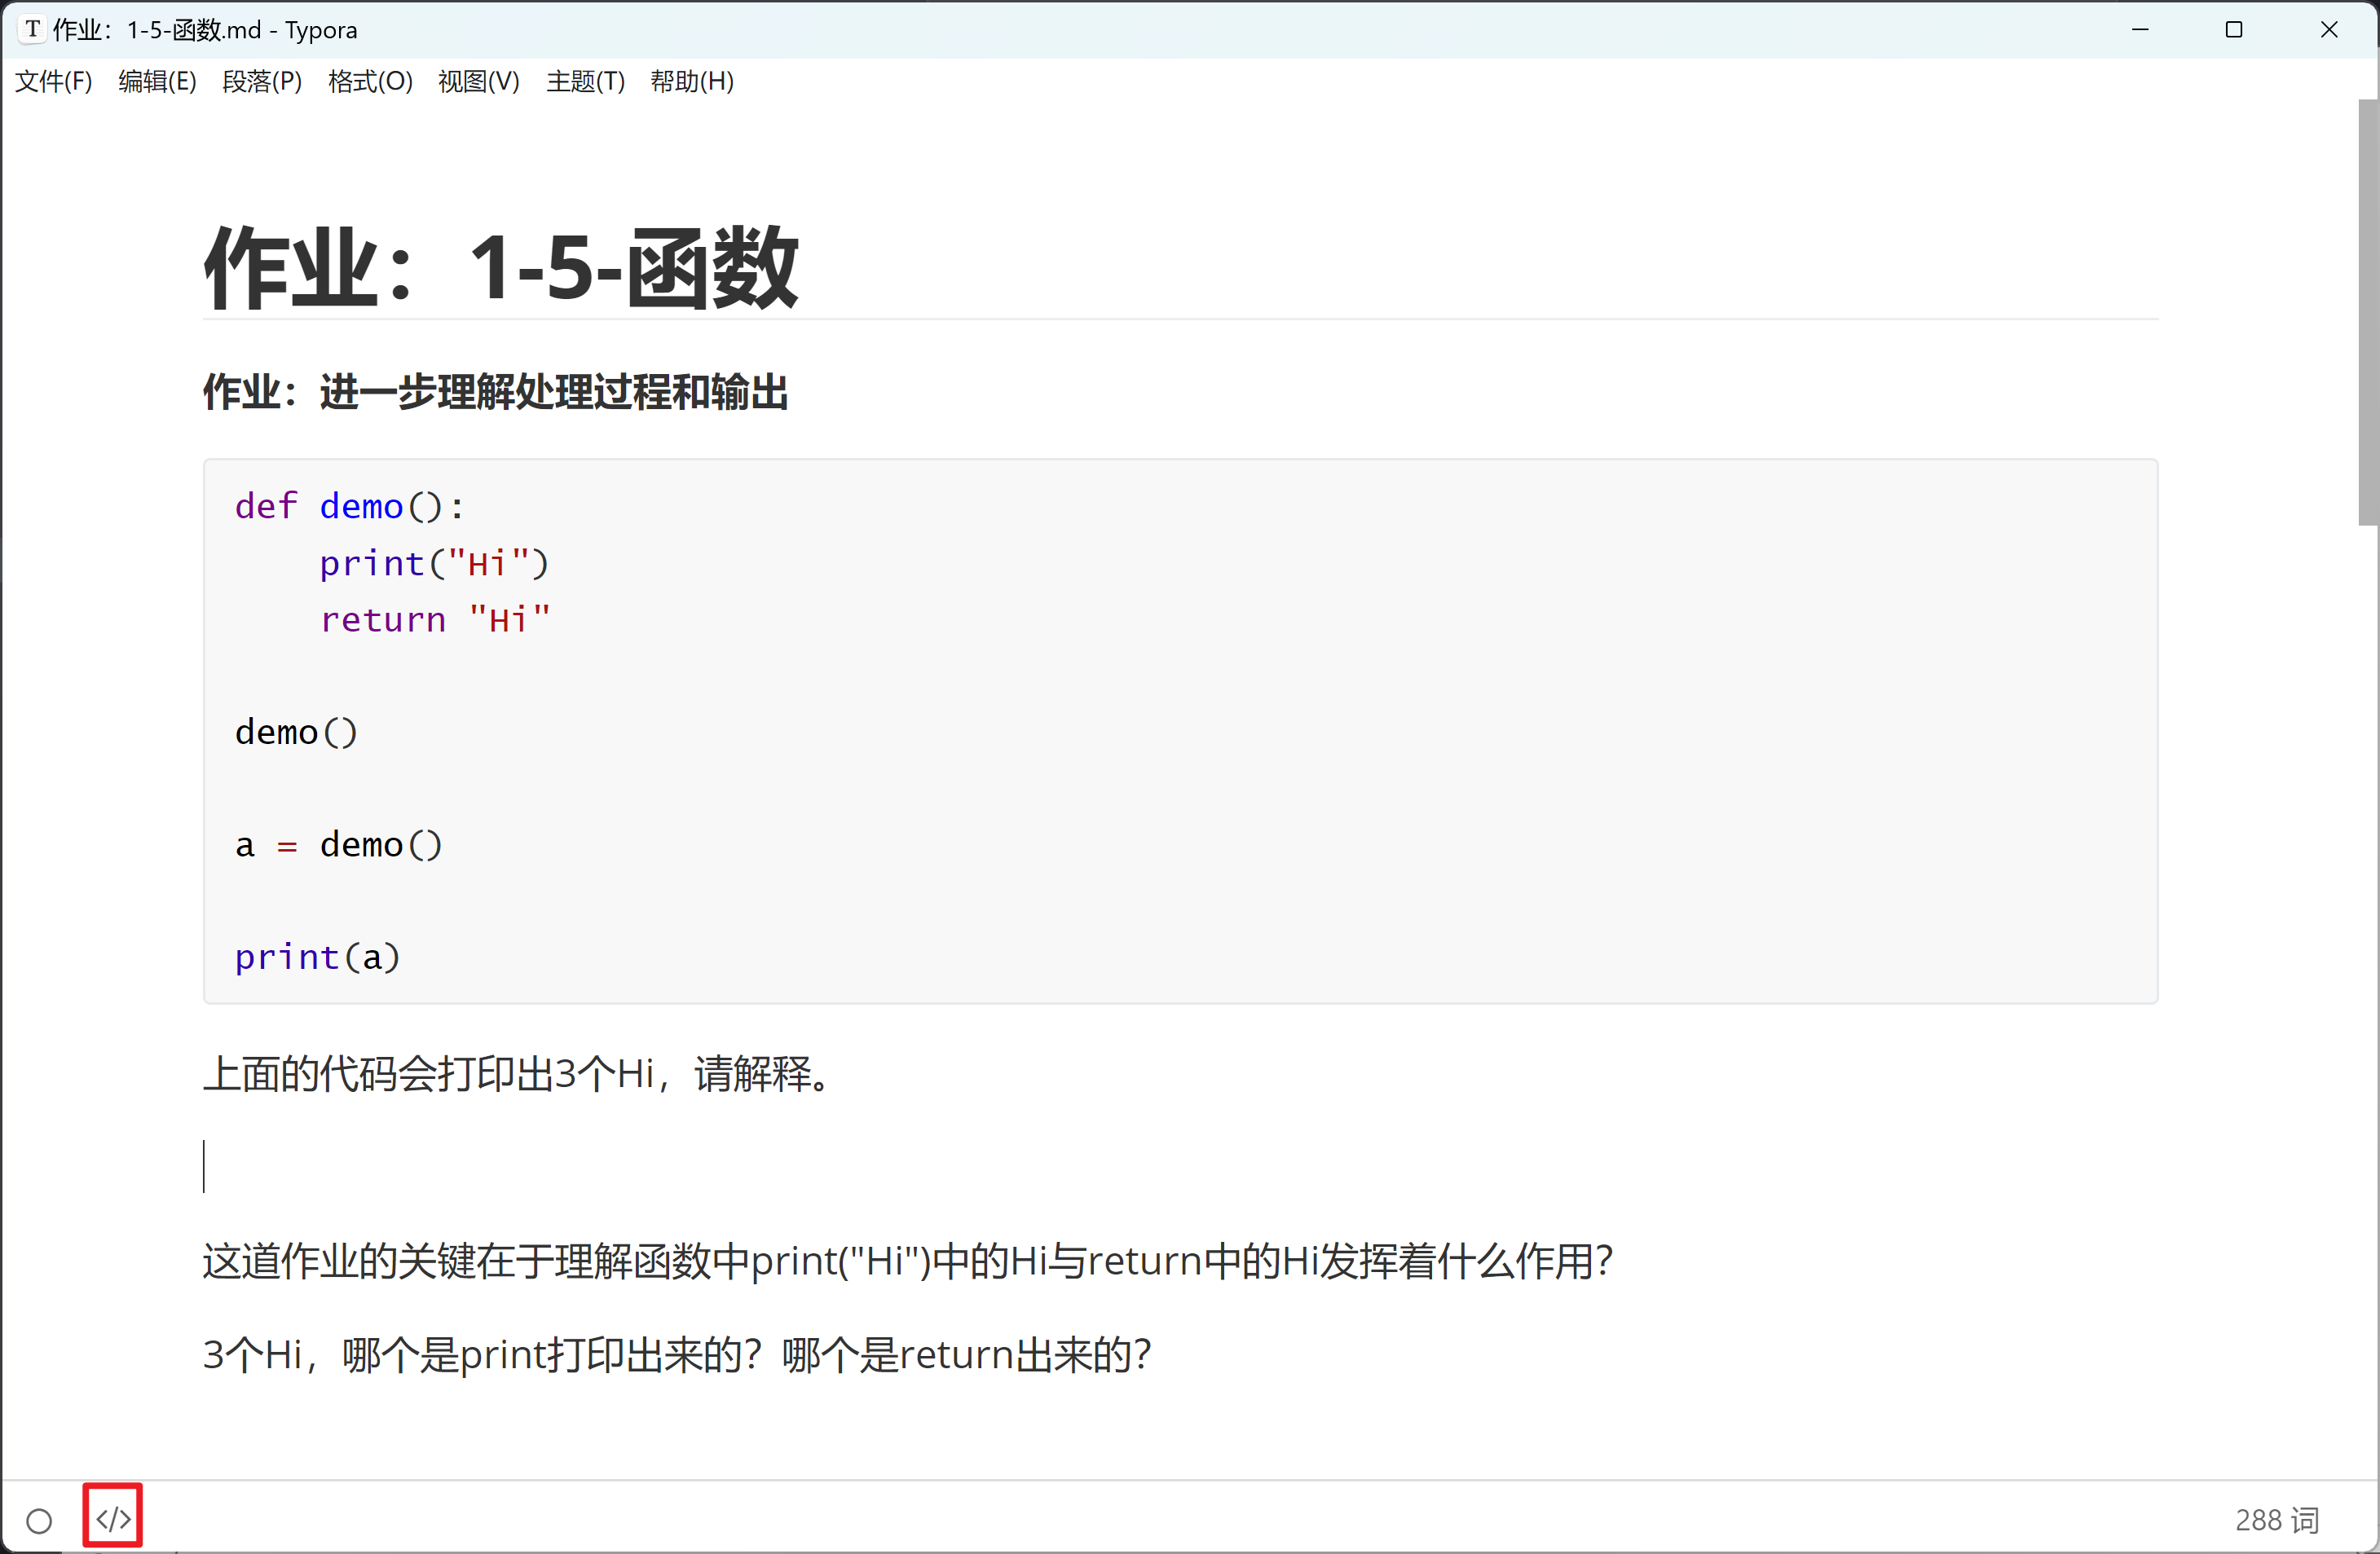 T 作业：1-5-函数.md - Typora
文件(F) 编辑(E) 段落(P) 格式(O) 视图(V) 主题(T) 帮助(H)
作业：1-5-函数
作业：进一步理解处理过程和输出
def demo():
    print("Hi")
    return "Hi"
demo()
a = demo()
print(a)
上面的代码会打印出3个Hi，请解释。
这道作业的关键在于理解函数中print("Hi")中的Hi与return中的Hi发挥着什么作用？
3个Hi，哪个是print打印出来的？哪个是return出来的？
</> 288 词